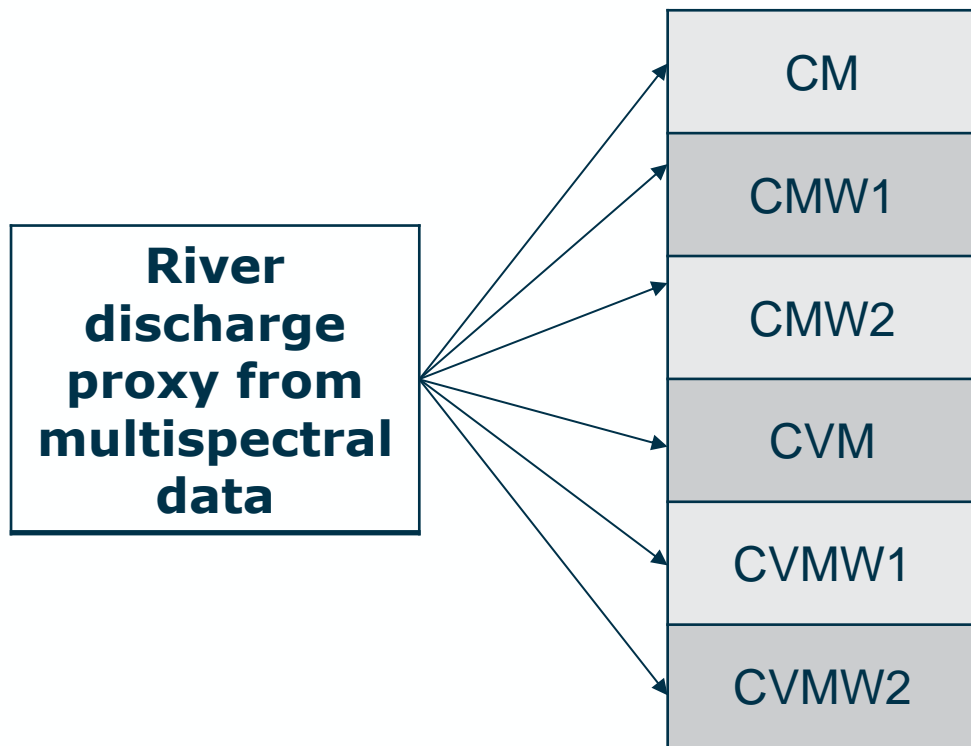 River
discharge
proxy from
multispectral
data
CM
CMW1
CMW2
CVM
CVMW1
CVMW2